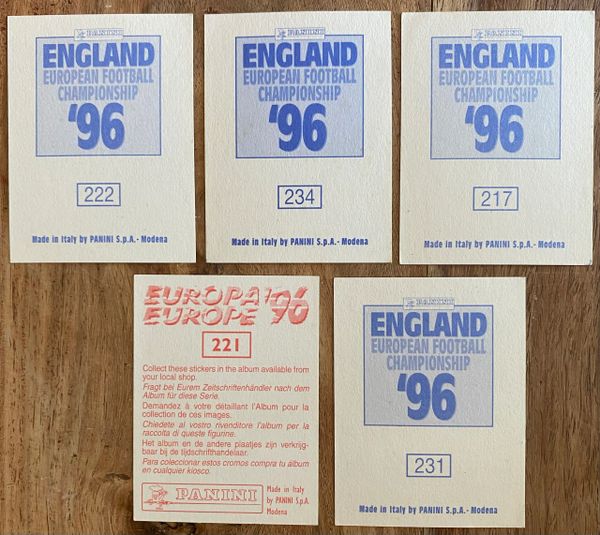 PANINI
ENGLAND
EUROPEAN FOOTBALL
CHAMPIONSHIP
'96
222
Made in Italy by PANINI S.p.A.- Modena
PANINI
ENGLAND
EUROPEAN FOOTBALL
CHAMPIONSHIP
'96
234
Made in Italy by PANINI S.p.A.- Modena
PANINI
ENGLAND
EUROPEAN FOOTBALL
CHAMPIONSHIP
'96
217
Made in Italy by PANINI S.p.A.- Modena
EUROPA '96
EUROPE '96
221
Collect these stickers in the album available from
your local shop.
Fragt bei Eurem Zeitschriftenhändler nach dem
Album für diese Serie.
Demandez à votre détaillant l'Album pour la
collection de ces images.
Chiedete al vostro rivenditore l'album per la
raccolta di queste figurine.
Het album en de andere plaatjes zijn verkrijg-
baar bij de tijdschrifthandelaar.
Para coleccionar estos cromos compra tu álbum
en cualquier kiosco.
PANINI
Made in Italy
by PANINI S.p.A.
Modena
PANINI
ENGLAND
EUROPEAN FOOTBALL
CHAMPIONSHIP
'96
231
Made in Italy by PANINI S.p.A.- Modena